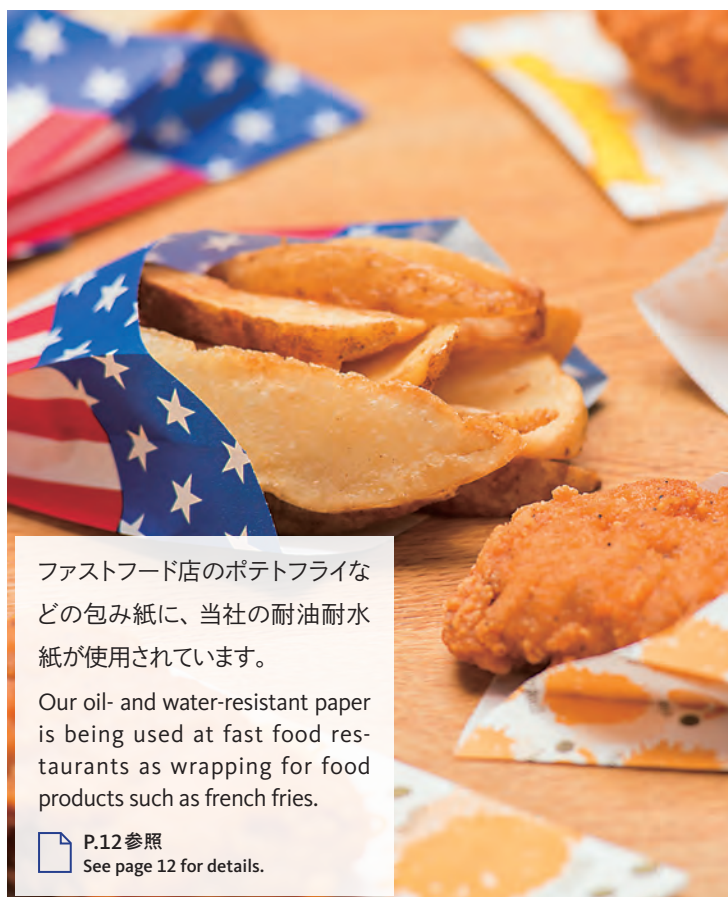 ファストフード店のポテトフライな
どの包み紙に、当社の耐油耐水
紙が使用されています。
Our oil- and water-resistant paper
is being used at fast food res-
taurants as wrapping for food
products such as french fries.
P.12参照
See page 12 for details.